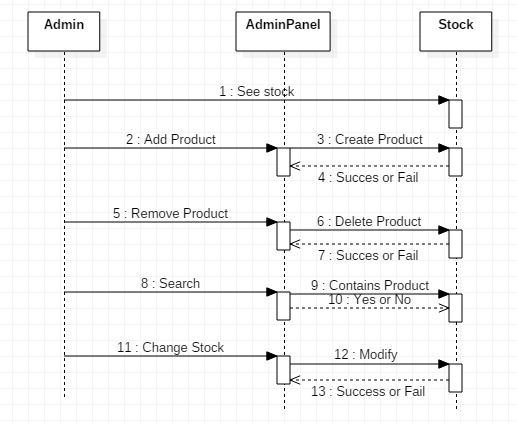 Admin
AdminPanel
Stock
1 : See stock
2 : Add Product
3 : Create Product
4 : Succes or Fail
5 : Remove Product
6 : Delete Product
7 : Succes or Fail
8 : Search
9 : Contains Product
10 : Yes or No
11 : Change Stock
12 : Modify
13 : Success or Fail